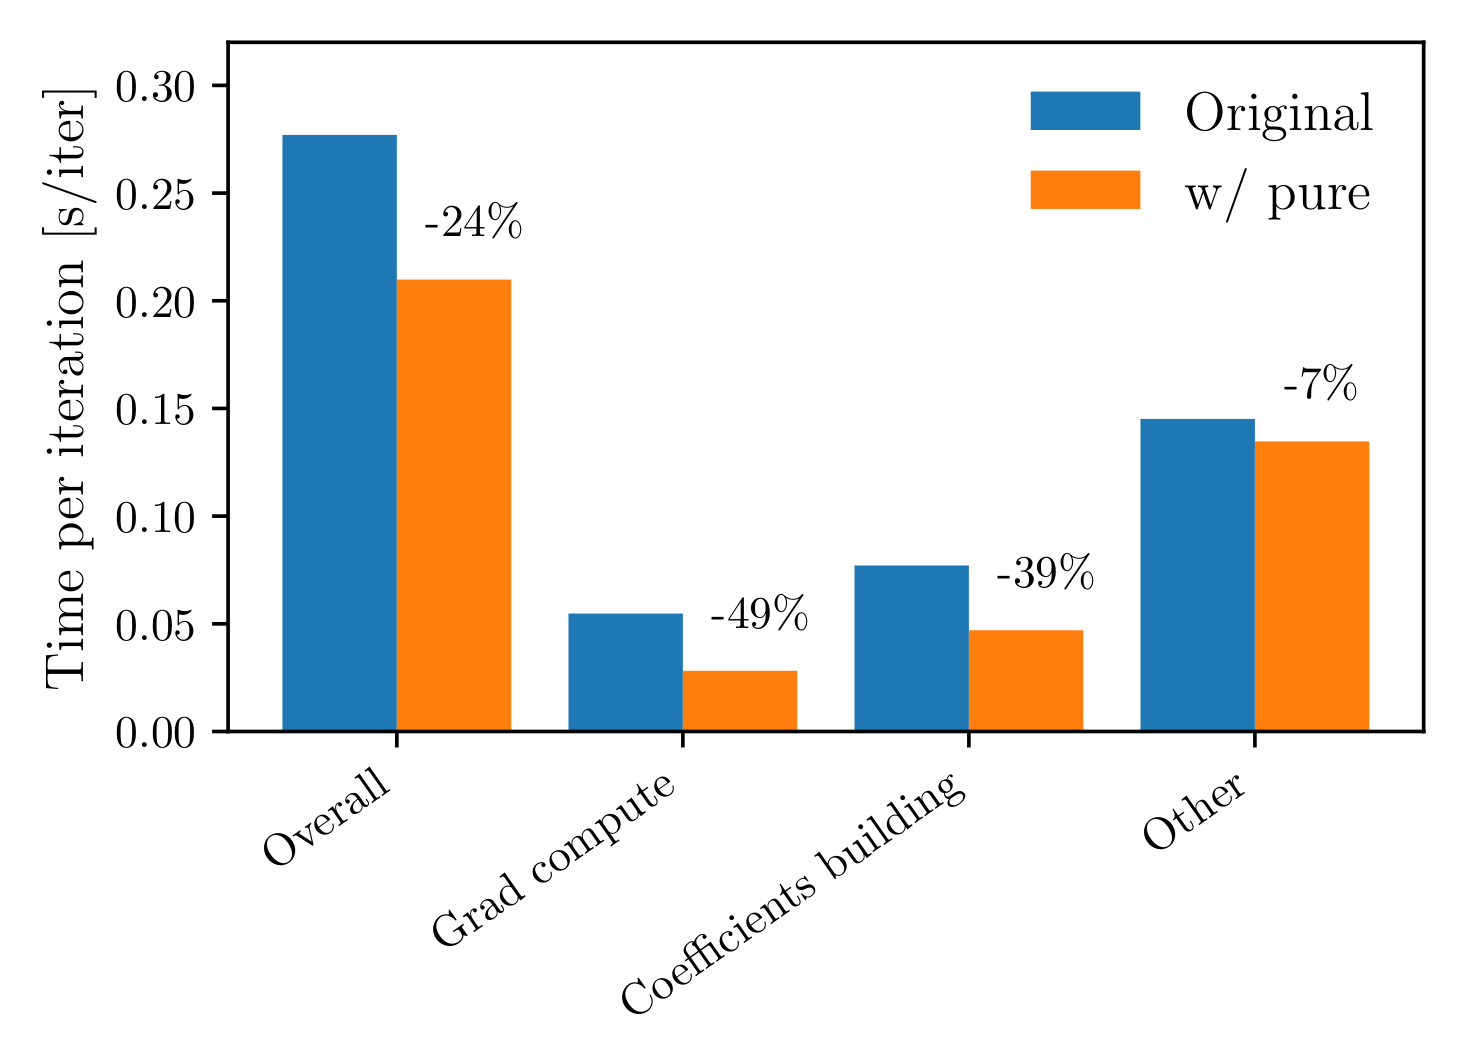 Time per iteration [s/iter]
0.30
0.25
0.20
0.15
0.10
0.05
0.00
Original
w/ pure
-24%
-49%
-39%
-7%
Overall
Grad compute
Coefficients building
Other